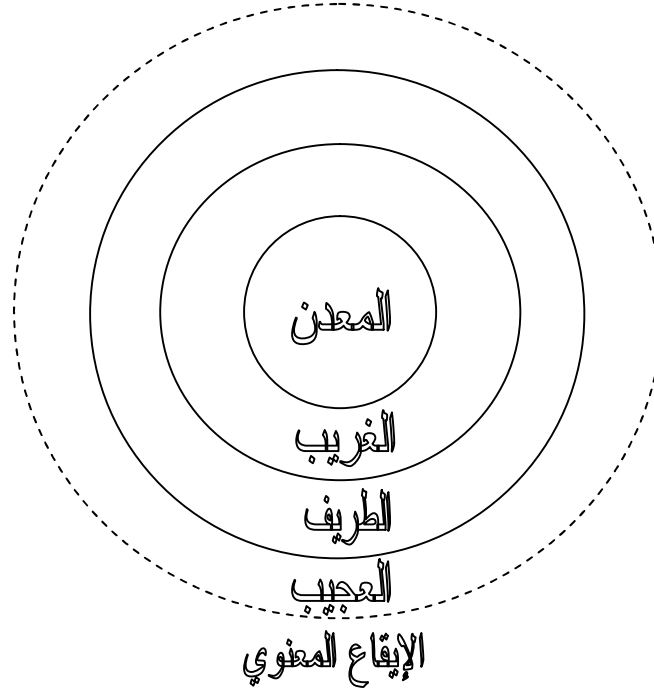 المعدن
الغريب
الطريف
العجيب
الإيقاع المعنوي